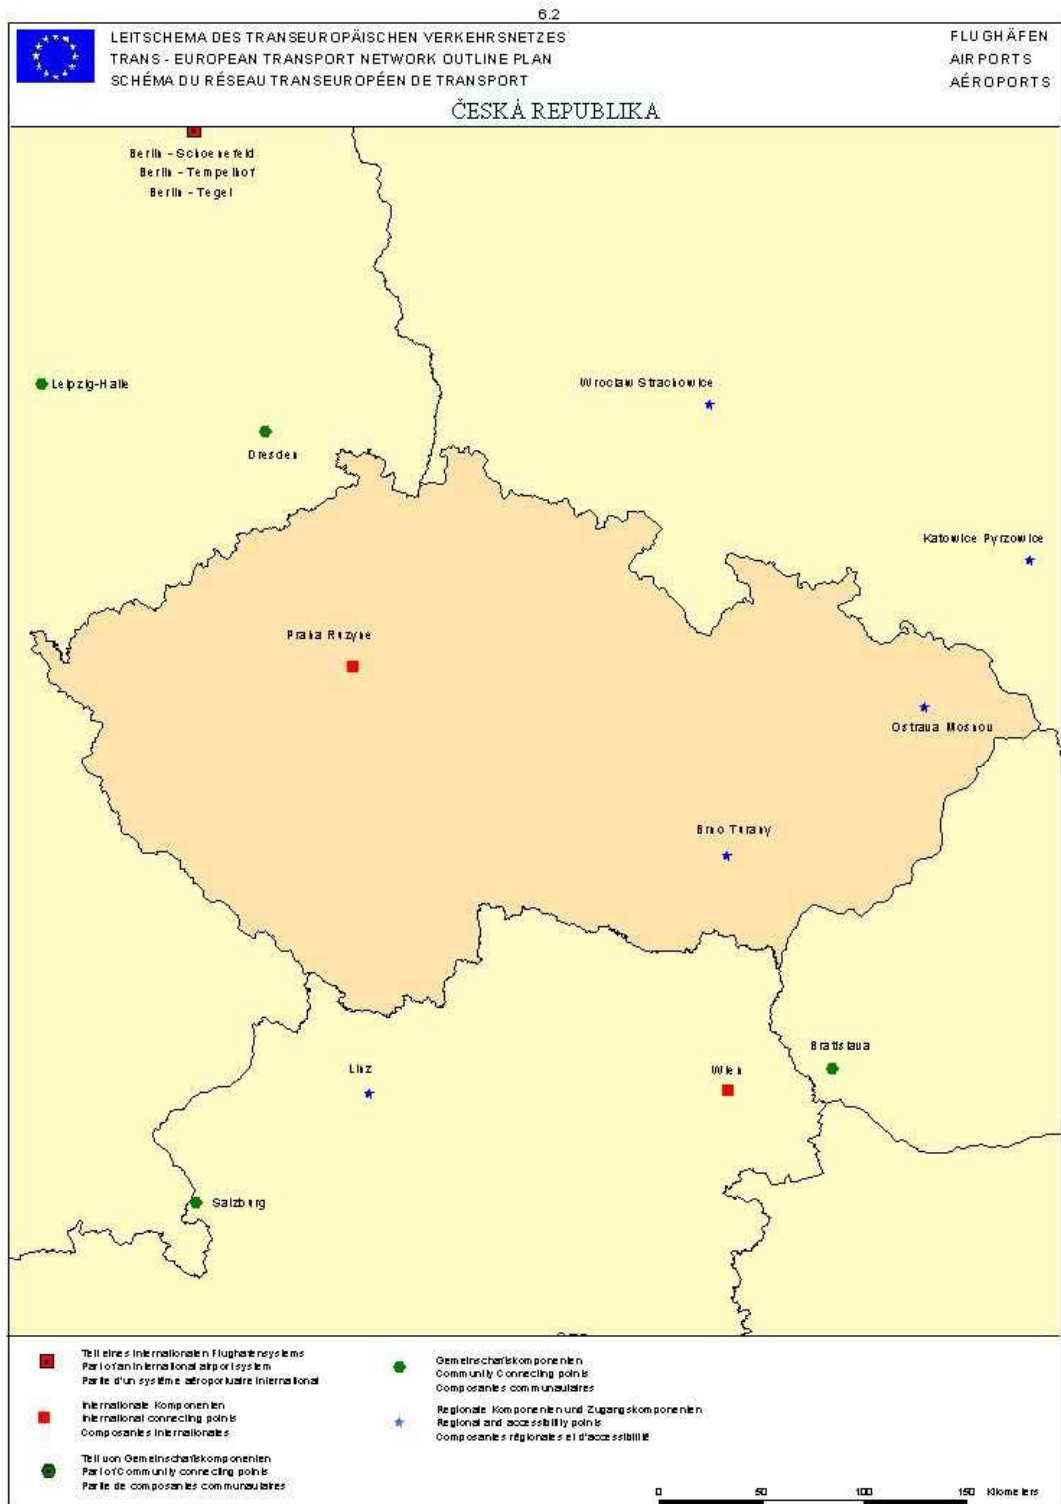 6.2
LEITSCHEMA DES TRANSEUROPÄISCHEN VERKEHRSNETZES
TRANS - EUROPEAN TRANSPORT NETWORK OUTLINE PLAN
SCHÉMA DU RÉSEAU TRANSEUROPÉEN DE TRANSPORT
FLUGHÄFEN
AIRPORTS
AÉROPORTS
ČESKÁ REPUBLIKA
Berlin - Schoenefeld
Berlin - Tempelhof
Berlin - Tegel
Leipzig-Halle
Wroclaw Strachowice
Dresden
Katowice Pyrzowice
Praha Ruzyne
Ostrava Mosnov
Brno Turany
Bratislava
Linz
Wien
Salzburg
Teil eines Internationalen Flughafensystems
Part of an International airport system
Partie d'un système aéroportuaire International
Internationale Komponenten
International connecting points
Composantes Internationales
Teil von Gemeinschaftskomponenten
Part of Community connecting points
Partie de composantes communautaires
Gemeinschaftskomponenten
Community Connecting points
Composantes communautaires
Regionale Komponenten und Zugangskomponenten
Regional and accessibility points
Composantes régionales et d'accessibilité
0 50 100 150 Kilometers